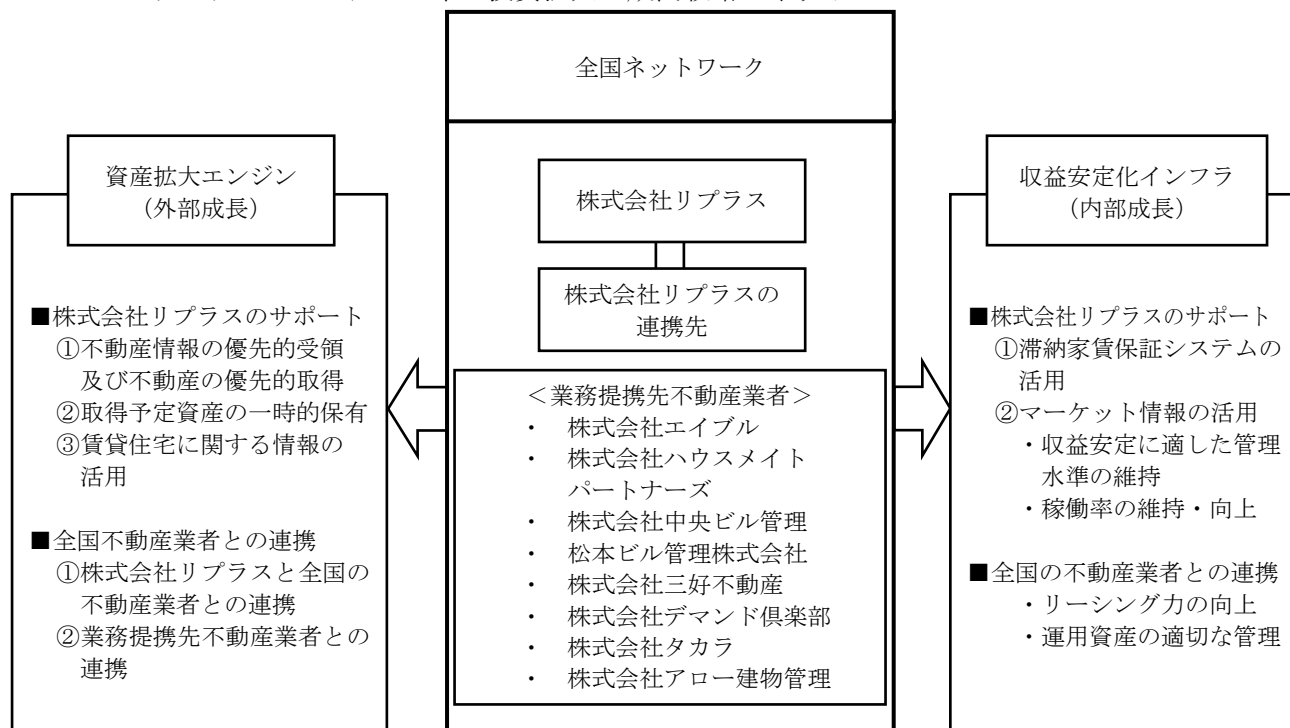 全国ネットワーク
資産拡大エンジン
（外部成長）
■株式会社リプラスのサポート
①不動産情報の優先的受領
及び不動産の優先的取得
②取得予定資産の一時的保有
③賃貸住宅に関する情報の
活用
■全国不動産業者との連携
①株式会社リプラスと全国の
不動産業者との連携
②業務提携先不動産業者との
連携
株式会社リプラス
株式会社リプラスの
連携先
＜業務提携先不動産業者＞
・ 株式会社エイブル
・ 株式会社ハウスメイト
パートナーズ
・ 株式会社中央ビル管理
・ 松本ビル管理株式会社
・ 株式会社三好不動産
・ 株式会社デマンド倶楽部
・ 株式会社タカラ
・ 株式会社アロー建物管理
収益安定化インフラ
（内部成長）
■株式会社リプラスのサポート
①滞納家賃保証システムの
活用
②マーケット情報の活用
・収益安定に適した管理
水準の維持
・稼働率の維持・向上
■全国の不動産業者との連携
・リーシング力の向上
・運用資産の適切な管理